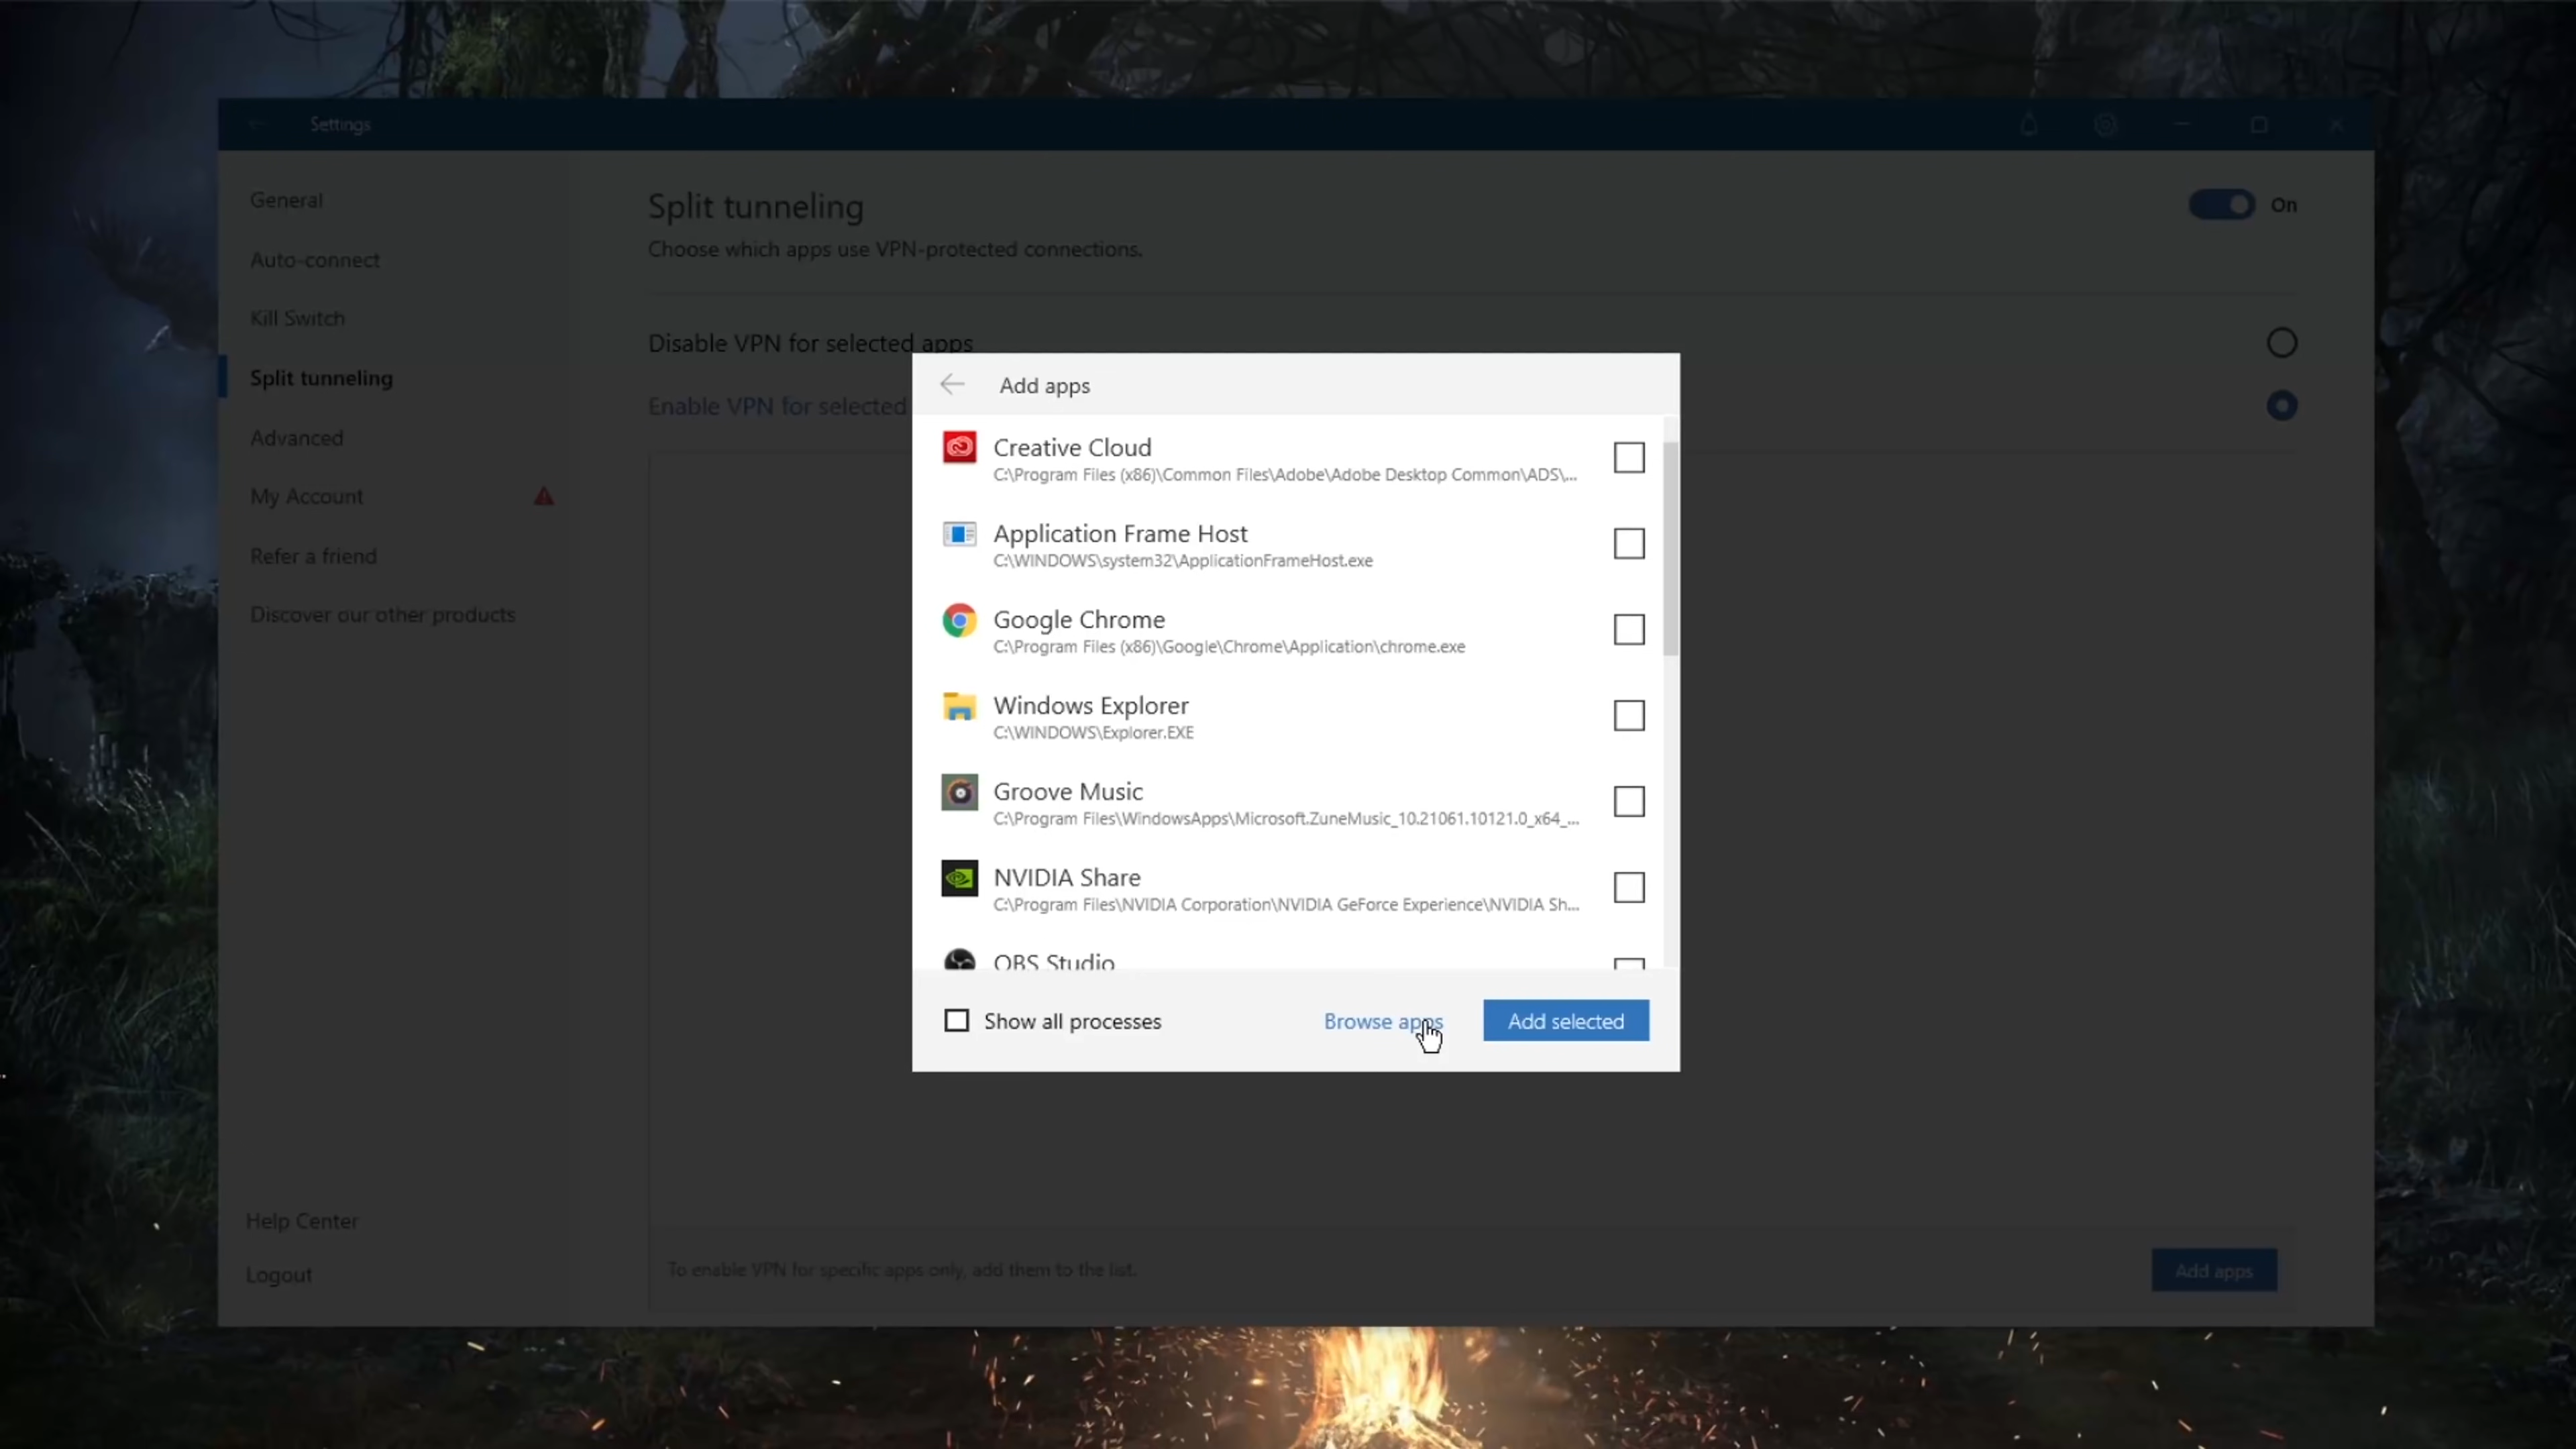 Settings
General
Auto-connect
Kill Switch
Split tunneling
Advanced
My Account
Refer a friend
Discover our other products
Help Center
Logout
Split tunneling
On
Choose which apps use VPN-protected connections.
Disable VPN for selected apps
Enable VPN for selected
Add apps
Creative Cloud
C:\Program Files (x86)\Common Files\Adobe\Adobe Desktop Common\ADS\...
Application Frame Host
C:\WINDOWS\system32\ApplicationFrameHost.exe
Google Chrome
C:\Program Files (x86)\Google\Chrome\Application\chrome.exe
Windows Explorer
C:\WINDOWS\Explorer.EXE
Groove Music
C:\Program Files\WindowsApps\Microsoft.ZuneMusic_10.21061.10121.0_x64_...
NVIDIA Share
C:\Program Files\NVIDIA Corporation\NVIDIA GeForce Experience\NVIDIA Sh...
OBS Studio
Show all processes
Browse apps
Add selected
To enable VPN for specific apps only, add them to the list.
Add apps